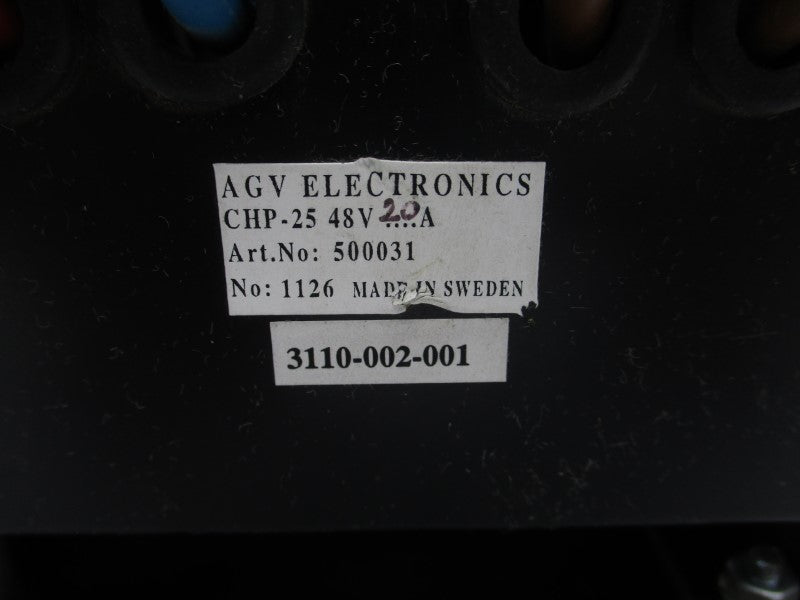 AGV ELECTRONICS
CHP-25 48V 20....A
Art.No: 500031
No: 1126 MADE IN SWEDEN
3110-002-001